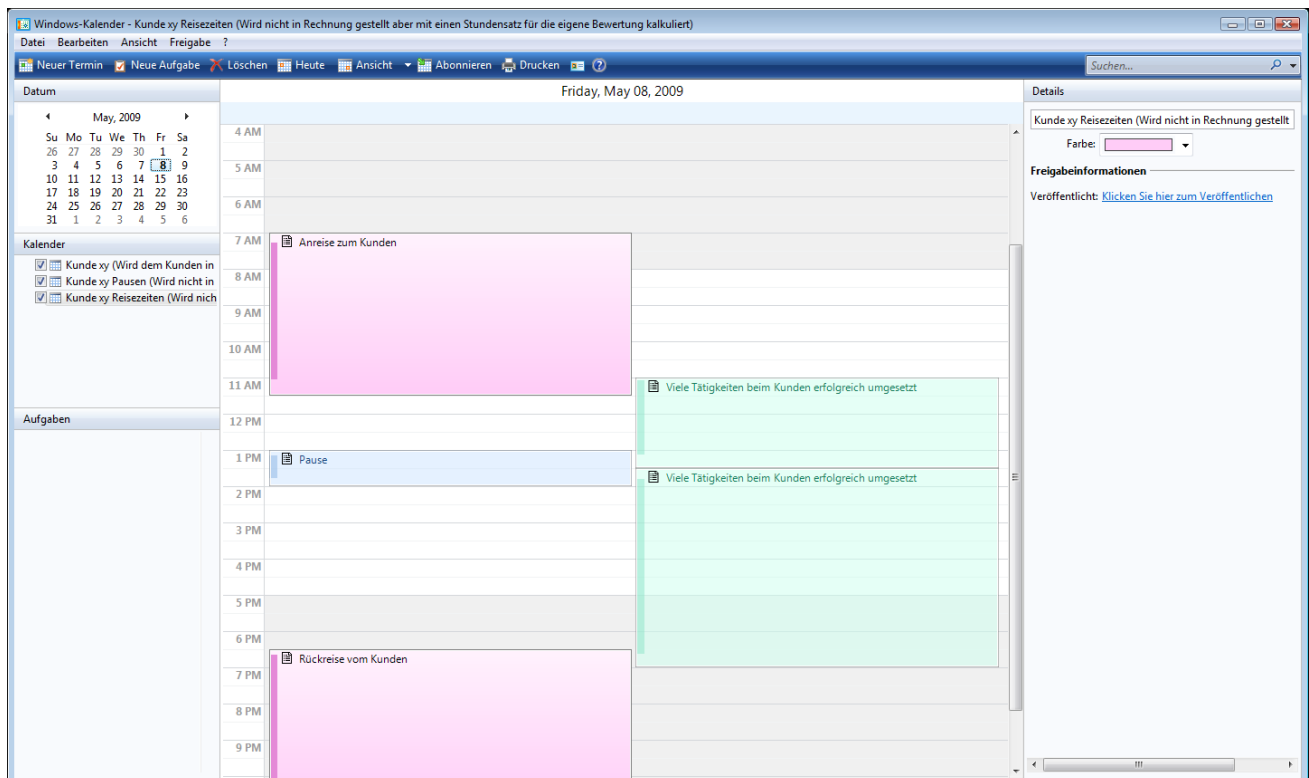 Windows-Kalender - Kunde xy Reisezeiten (Wird nicht in Rechnung gestellt aber mit einen Stundensatz für die eigene Bewertung kalkuliert)
Datei Bearbeiten Ansicht Freigabe ?
Neuer Termin Neue Aufgabe Löschen Heute Ansicht Abonnieren Drucken Suchen...
Datum
May, 2009
Su Mo Tu We Th Fr Sa
26 27 28 29 30 1 2
3 4 5 6 7 8 9
10 11 12 13 14 15 16
17 18 19 20 21 22 23
24 25 26 27 28 29 30
31 1 2 3 4 5 6
Kalender
Kunde xy (Wird dem Kunden in
Kunde xy Pausen (Wird nicht in
Kunde xy Reisezeiten (Wird nich
Aufgaben
Friday, May 08, 2009
4 AM
5 AM
6 AM
7 AM Anreise zum Kunden
8 AM
9 AM
10 AM
11 AM Viele Tätigkeiten beim Kunden erfolgreich umgesetzt
12 PM
1 PM Pause
Viele Tätigkeiten beim Kunden erfolgreich umgesetzt
2 PM
3 PM
4 PM
5 PM
6 PM
Rückreise vom Kunden
7 PM
8 PM
9 PM
Details
Kunde xy Reisezeiten (Wird nicht in Rechnung gestellt
Farbe:
Freigabeinformationen
Veröffentlicht: Klicken Sie hier zum Veröffentlichen